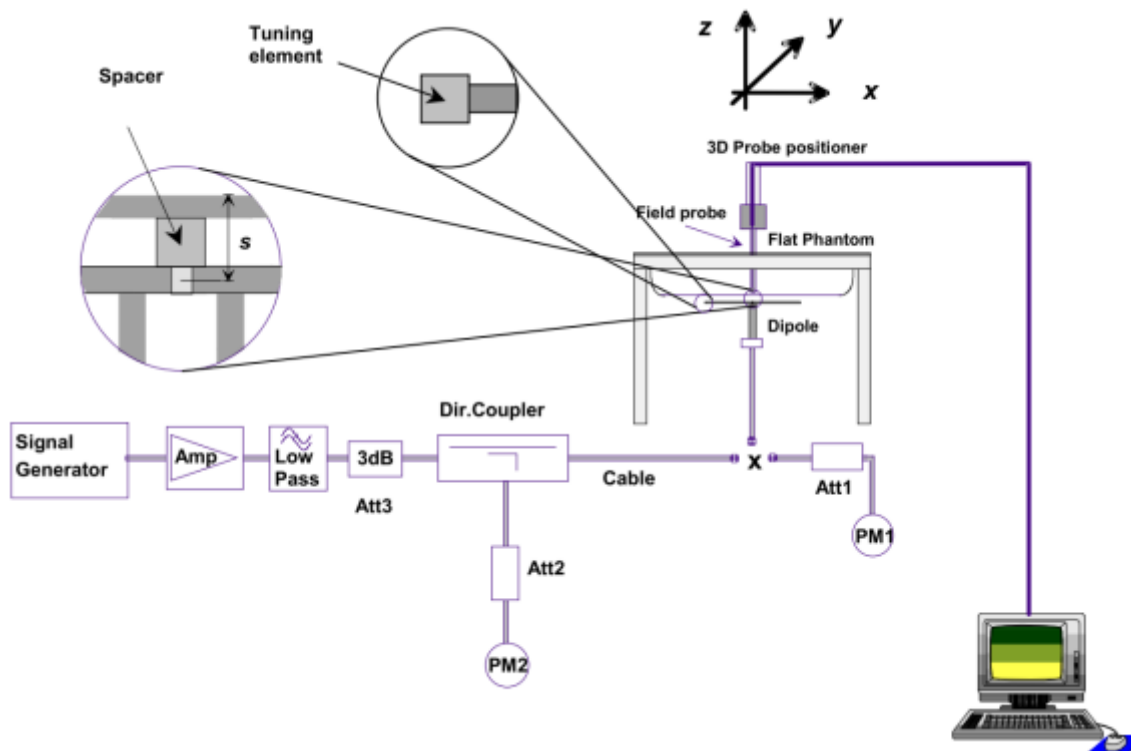 Tuning
element
z
y
x
Spacer
3D Probe positioner
Field probe
Flat Phantom
s
Dipole
Dir.Coupler
Signal
Generator
Amp
Low
Pass
3dB
Att3
Cable
x
Att1
PM1
Att2
PM2